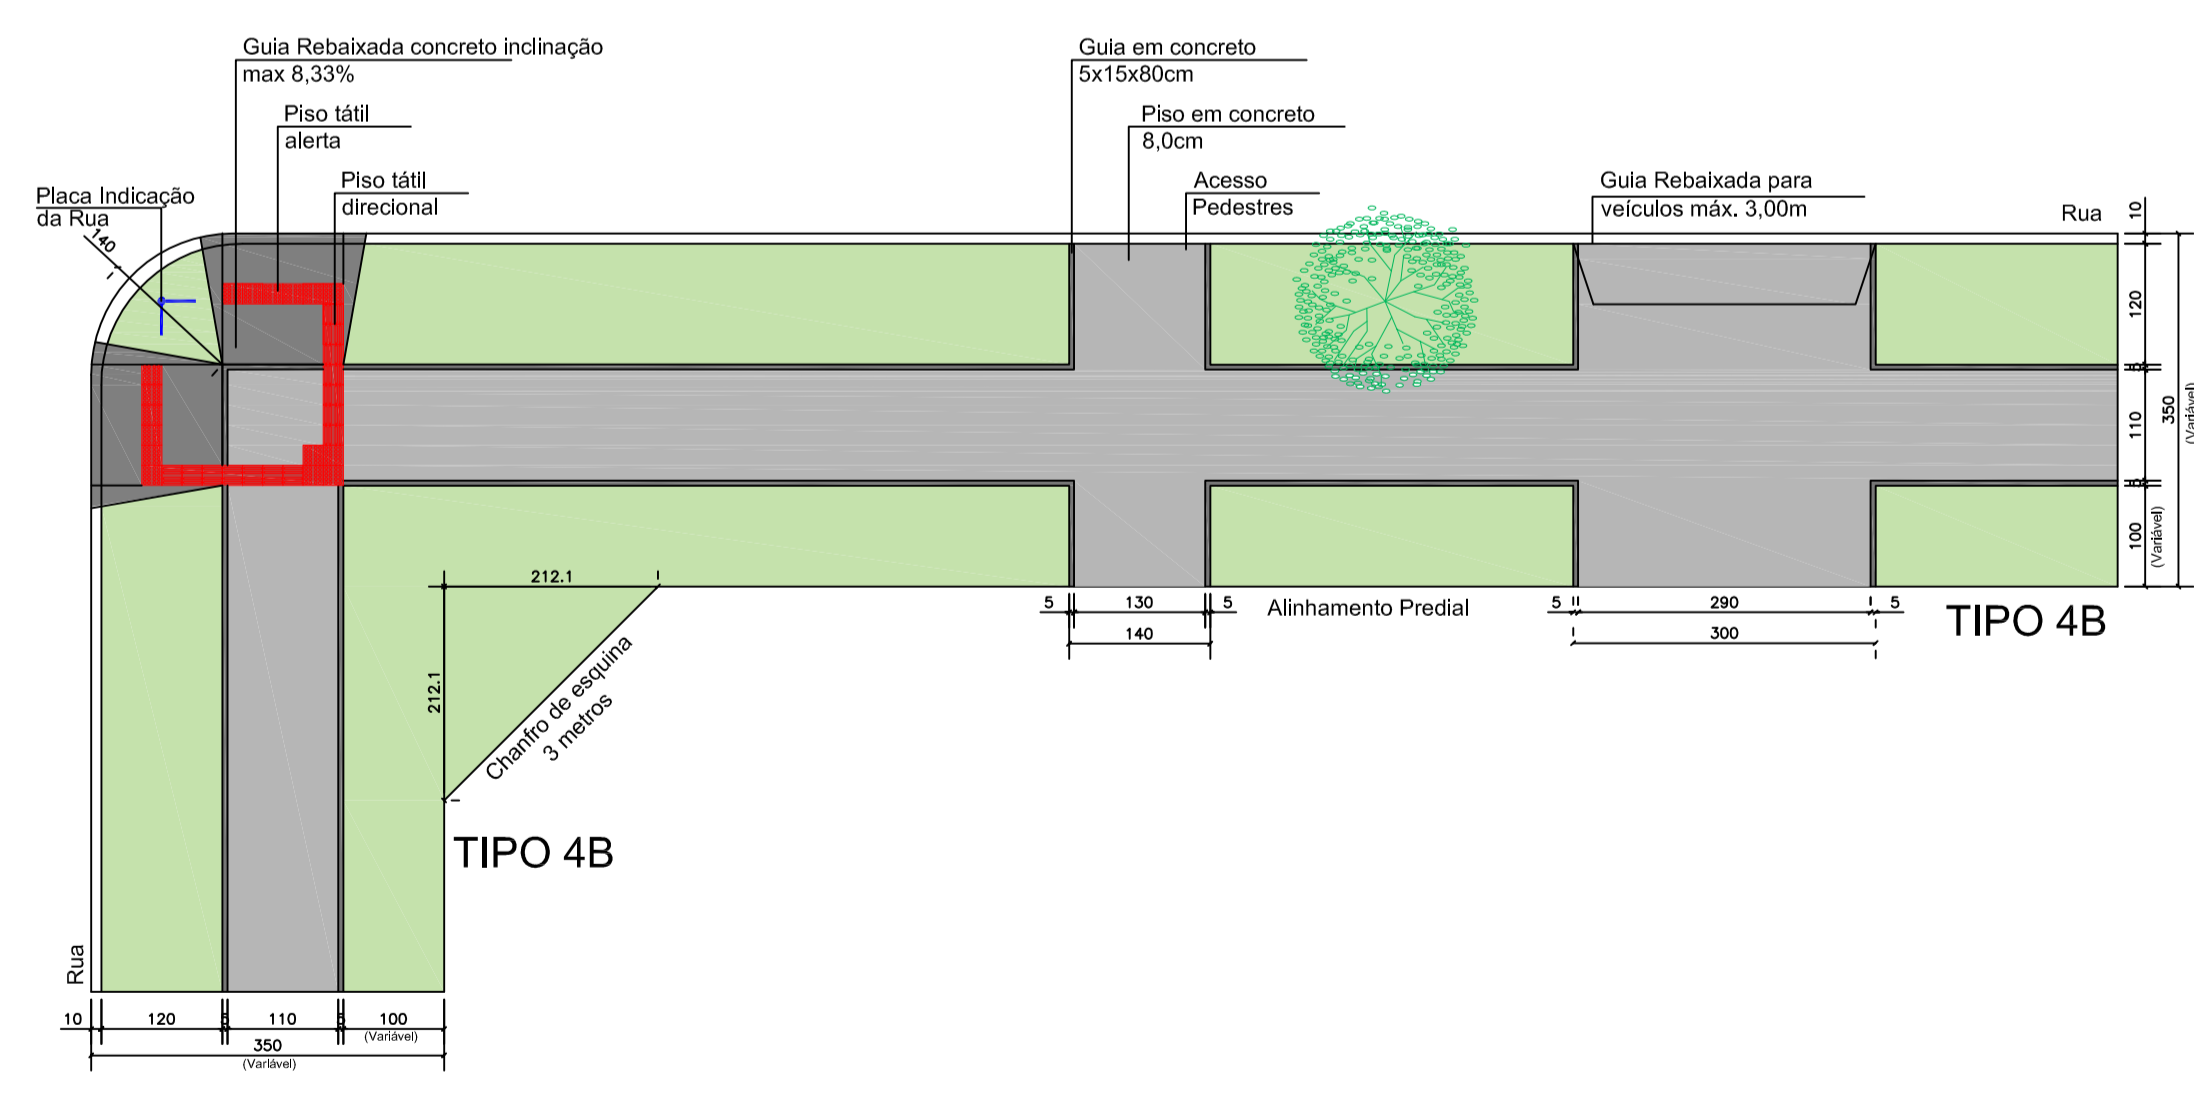 Guia Rebaixada concreto inclinação
max 8,33%
Piso tátil
alerta
Piso tátil
direcional
Placa Indicação
da Rua
140
Guia em concreto
5x15x80cm
Piso em concreto
8,0cm
Acesso
Pedestres
Guia Rebaixada para
veículos máx. 3,00m
Rua
10
120
5
110
5
100
(Variável)
350
(Variável)
212.1
212.1
Chanfro de esquina
3 metros
5
130
5
140
Alinhamento Predial
5
290
5
300
TIPO 4B
TIPO 4B
Rua
10
120
5
110
5
100
(Variável)
350
(Variável)